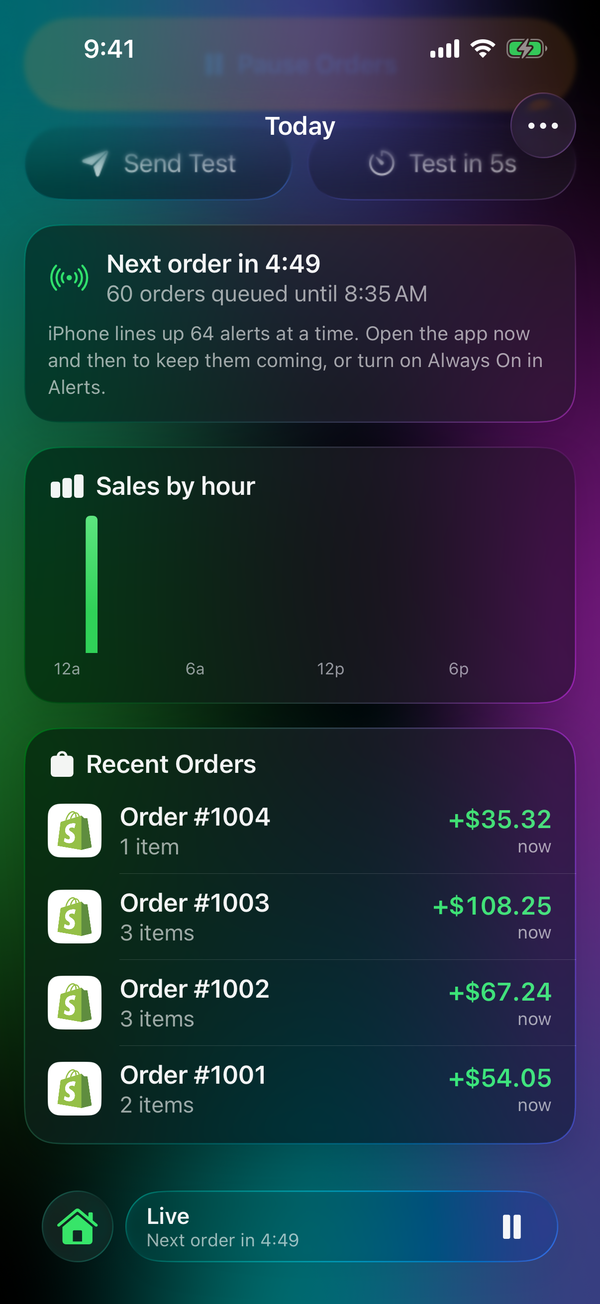 9:41
Pause Orders
Today
Send Test
Test in 5s
Next order in 4:49
60 orders queued until 8:35 AM
iPhone lines up 64 alerts at a time. Open the app now
and then to keep them coming, or turn on Always On in
Alerts.
Sales by hour
12a 6a 12p 6p
Recent Orders
Order #1004
+$35.32
1 item
now
Order #1003
+$108.25
3 items
now
Order #1002
+$67.24
3 items
now
Order #1001
+$54.05
2 items
now
Live
Next order in 4:49